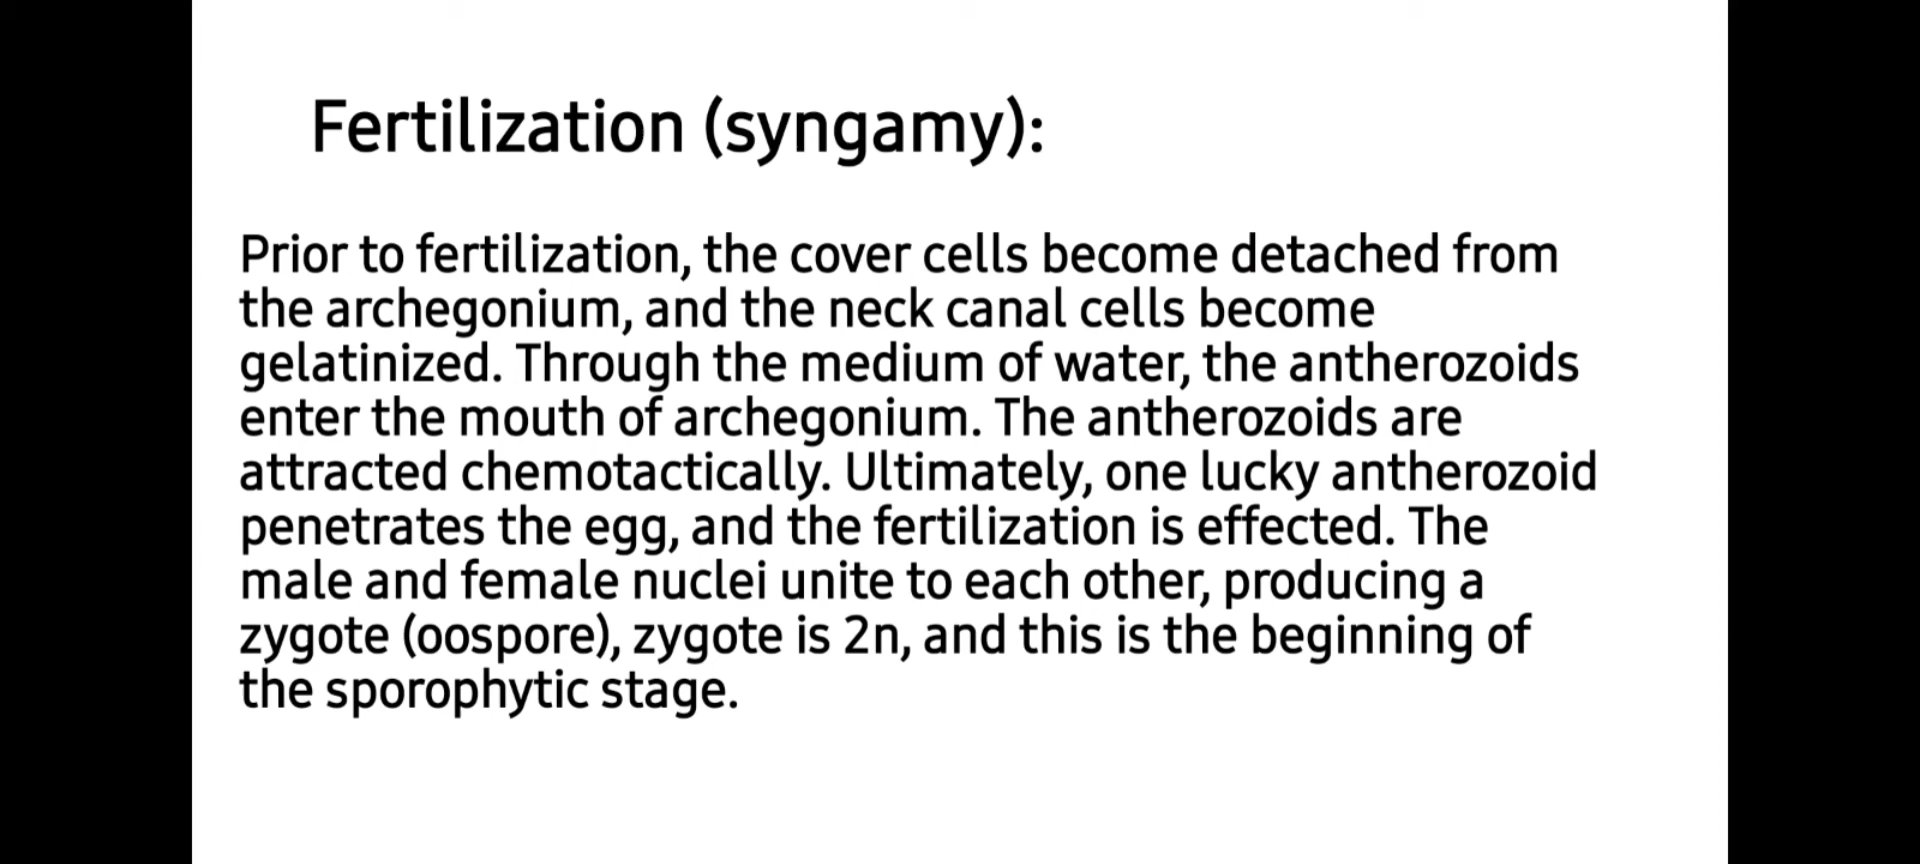 Fertilization (syngamy):
Prior to fertilization, the cover cells become detached from
the archegonium, and the neck canal cells become
gelatinized. Through the medium of water, the antherozoids
enter the mouth of archegonium. The antherozoids are
attracted chemotactically. Ultimately, one lucky antherozoid
penetrates the egg, and the fertilization is effected. The
male and female nuclei unite to each other, producing a
zygote (oospore), zygote is 2n, and this is the beginning of
the sporophytic stage.